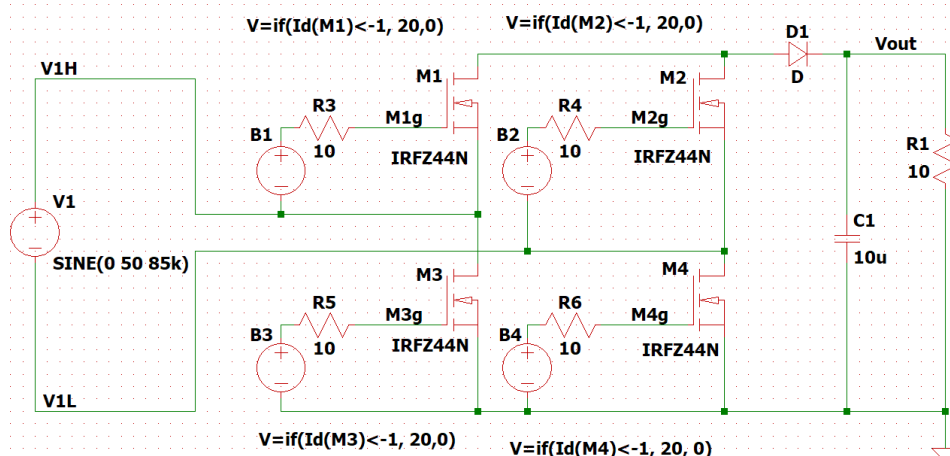 V=if(Id(M1)<-1, 20,0)
V=if(Id(M2)<-1, 20,0)
D1
Vout
D
V1H
M1
M2
R3
R4
M1g
M2g
B1
B2
10
10
IRFZ44N
IRFZ44N
R1
10
V1
C1
SINE(0 50 85k)
10u
M3
M4
R5
R6
M3g
M4g
B3
B4
10
10
IRFZ44N
IRFZ44N
V1L
V=if(Id(M3)<-1, 20,0)
V=if(Id(M4)<-1, 20, 0)